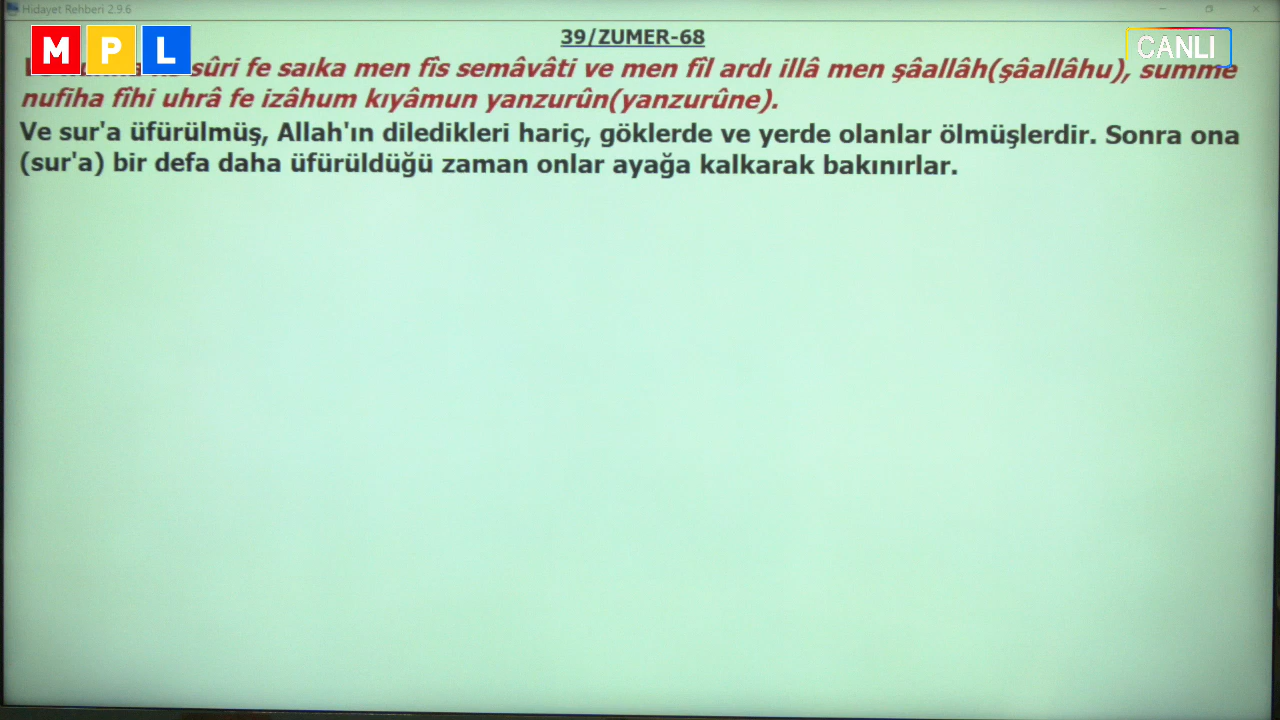 Hidayet Rehberi 2.9.6
M P L
CANLI
39/ZUMER-68
sûri fe saıka men fîs semâvâti ve men fîl ardı illâ men şâallâh(şâallâhu), summe
nufiha fîhi uhrâ fe izâhum kıyâmun yanzurûn(yanzurûne).
Ve sur'a üfürülmüş, Allah'ın diledikleri hariç, göklerde ve yerde olanlar ölmüşlerdir. Sonra ona
(sur'a) bir defa daha üfürüldüğü zaman onlar ayağa kalkarak bakınırlar.